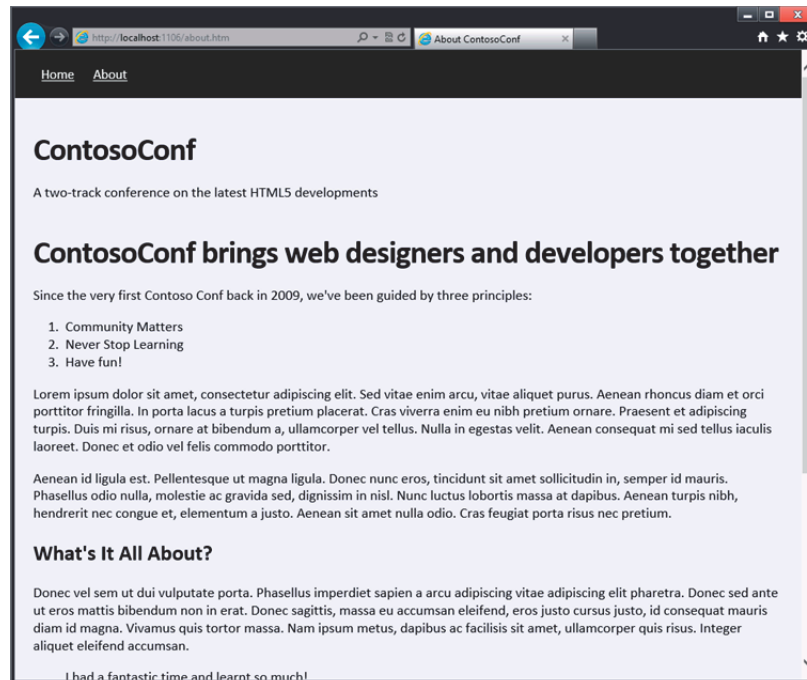 http://localhost:1106/about.htm
About ContosoConf
Home About
ContosoConf
A two-track conference on the latest HTML5 developments
ContosoConf brings web designers and developers together
Since the very first Contoso Conf back in 2009, we've been guided by three principles:
1. Community Matters
2. Never Stop Learning
3. Have fun!
Lorem ipsum dolor sit amet, consectetur adipiscing elit. Sed vitae enim arcu, vitae aliquet purus. Aenean rhoncus diam et orci
porttitor fringilla. In porta lacus a turpis pretium placerat. Cras viverra enim eu nibh pretium ornare. Praesent et adipiscing
turpis. Duis mi risus, ornare at bibendum a, ullamcorper vel tellus. Nulla in egestas velit. Aenean consequat mi sed tellus iaculis
laoreet. Donec et odio vel felis commodo porttitor.
Aenean id ligula est. Pellentesque ut magna ligula. Donec nunc eros, tincidunt sit amet sollicitudin in, semper id mauris.
Phasellus odio nulla, molestie ac gravida sed, dignissim in nisl. Nunc luctus lobortis massa at dapibus. Aenean turpis nibh,
hendrerit nec congue et, elementum a justo. Aenean sit amet nulla odio. Cras feugiat porta risus nec pretium.
What's It All About?
Donec vel sem ut dui vulputate porta. Phasellus imperdiet sapien a arcu adipiscing vitae adipiscing elit pharetra. Donec sed ante
ut eros mattis bibendum non in erat. Donec sagittis, massa eu accumsan eleifend, eros justo cursus justo, id consequat mauris
diam id magna. Vivamus quis tortor massa. Nam ipsum metus, dapibus ac facilisis sit amet, ullamcorper quis risus. Integer
aliquet eleifend accumsan.
I had a fantastic time and learnt so much!